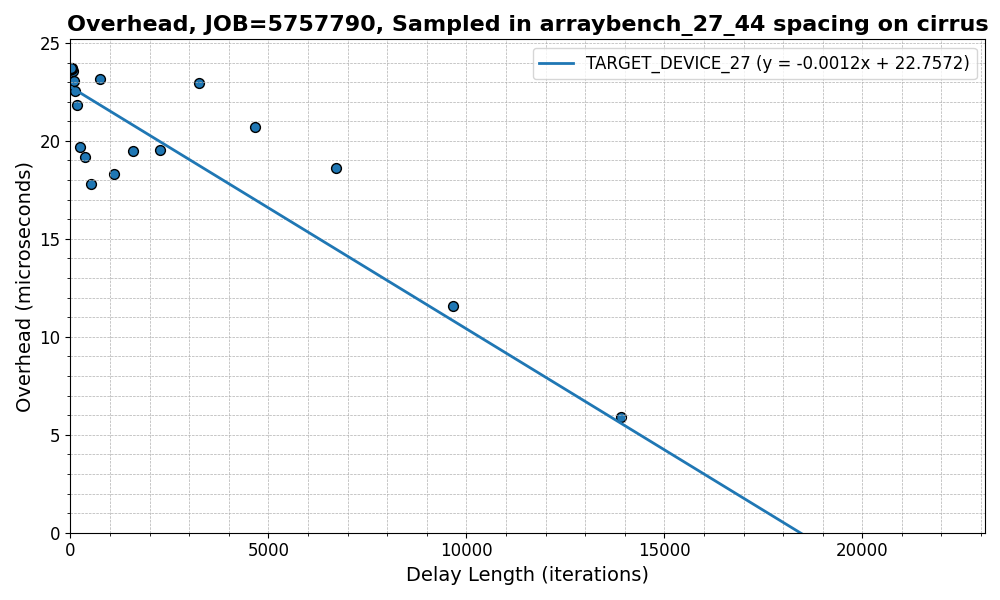 Overhead, JOB=5757790, Sampled in arraybench_27_44 spacing on cirrus
TARGET_DEVICE_27 (y = -0.0012x + 22.7572)
Overhead (microseconds)
25
20
15
10
5
0
0 5000 10000 15000 20000
Delay Length (iterations)